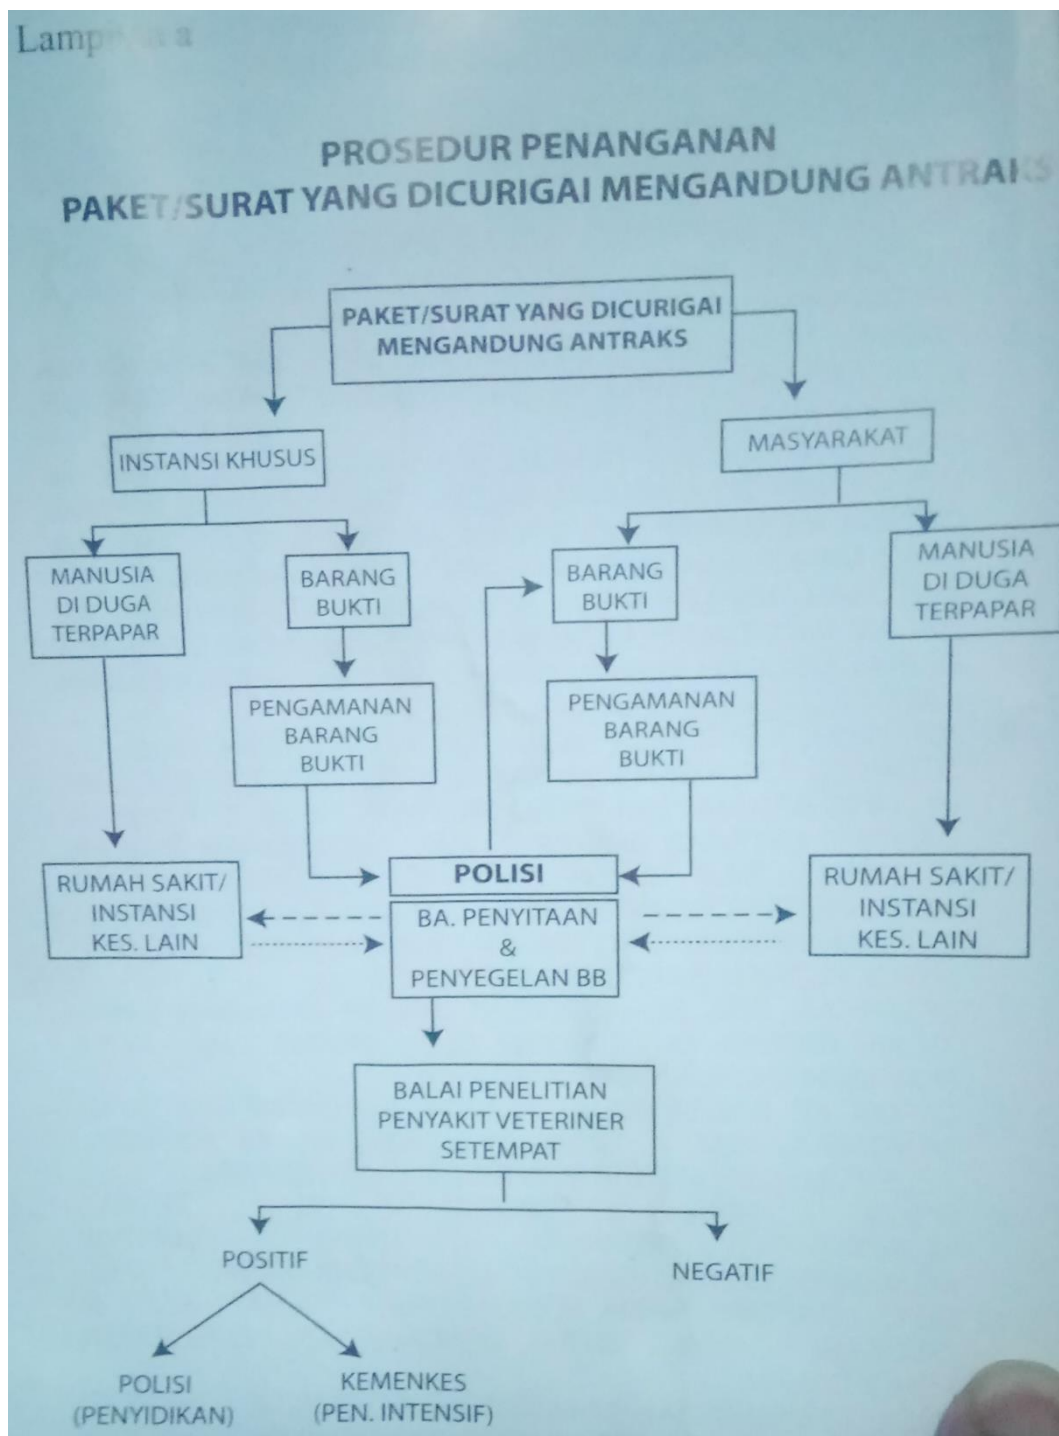 PROSEDUR PENANGANAN
PAKET/SURAT YANG DICURIGAI MENGANDUNG ANTRAKS
PAKET/SURAT YANG DICURIGAI
MENGANDUNG ANTRAKS
INSTANSI KHUSUS
MASYARAKAT
MANUSIA
DI DUGA
TERPAPAR
BARANG
BUKTI
BARANG
BUKTI
MANUSIA
DI DUGA
TERPAPAR
PENGAMANAN
BARANG
BUKTI
PENGAMANAN
BARANG
BUKTI
RUMAH SAKIT/
INSTANSI
KES. LAIN
POLISI
BA. PENYITAAN
&
PENYEGELAN BB
RUMAH SAKIT/
INSTANSI
KES. LAIN
BALAI PENELITIAN
PENYAKIT VETERINER
SETEMPAT
POSITIF
NEGATIF
POLISI
(PENYIDIKAN)
KEMENKES
(PEN. INTENSIF)